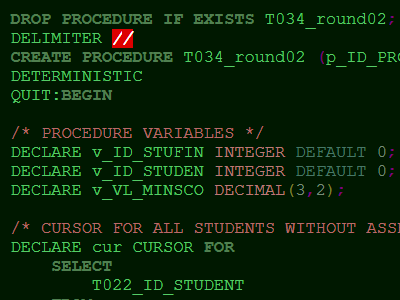 DROP PROCEDURE IF EXISTS T034_round02;
DELIMITER //
CREATE PROCEDURE T034_round02 (p_ID_PRO
DETERMINISTIC
QUIT:BEGIN
/* PROCEDURE VARIABLES */
DECLARE v_ID_STUFIN INTEGER DEFAULT 0;
DECLARE v_ID_STUDEN INTEGER DEFAULT 0;
DECLARE v_VL_MINSCO DECIMAL(3,2);
/* CURSOR FOR ALL STUDENTS WITHOUT ASS
DECLARE cur CURSOR FOR
SELECT
T022_ID_STUDENT